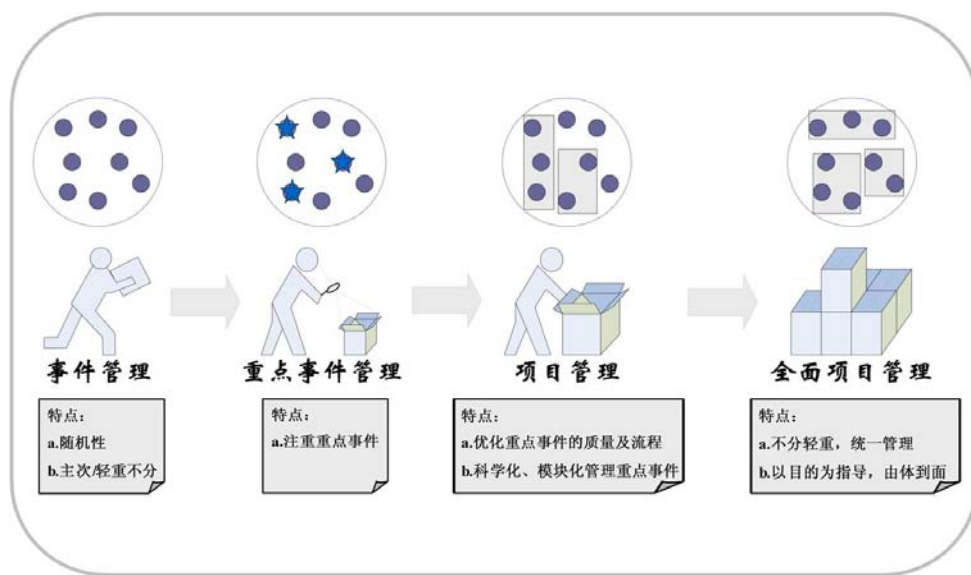 事件管理
重点事件管理
项目管理
全面项目管理
特点：
a.随机性
b.主次/轻重不分
特点：
a.注重重点事件
特点：
a.优化重点事件的质量及流程
b.科学化、模块化管理重点事件
特点：
a.不分轻重，统一管理
b.以目的为指导，由体到面